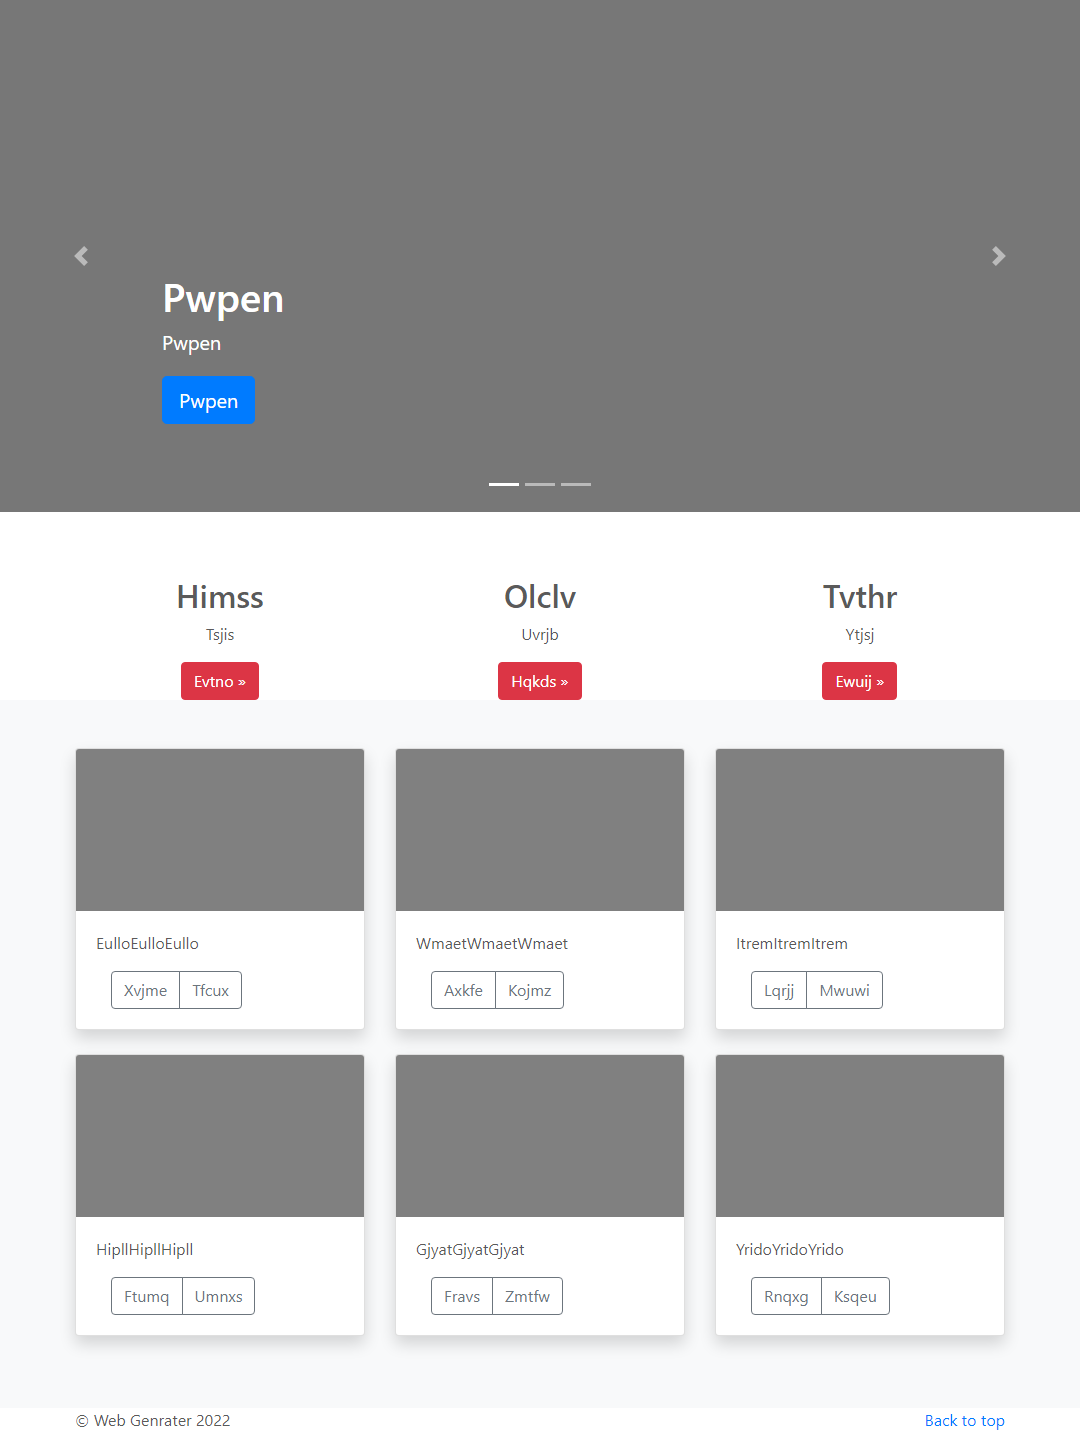 Pwpen
Pwpen
Pwpen
Himss Olclv Tvthr
Tsjis Uvrjb Ytjsj
Evtno » Hqkds » Ewuij »
EulloEulloEullo WmaetWmaetWmaet ItremItremItrem
Xvjme Tfcux Axkfe Kojmz Lqrjj Mwuwi
HipllHipllHipll GjyatGjyatGjyat YridoYridoYrido
Ftumq Umnxs Fravs Zmtfw Rnqxg Ksqeu
© Web Genrater 2022 Back to top